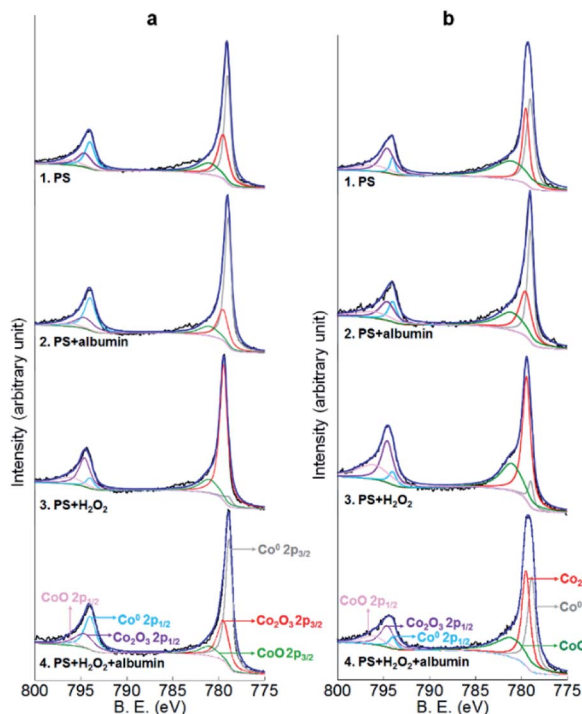 a
b
Intensity (arbitrary unit)
Intensity (arbitrary unit)
1. PS
1. PS
2. PS+albumin
2. PS+albumin
3. PS+H₂O₂
3. PS+H₂O₂
Co⁰ 2p₃/₂
CoO 2p₁/₂
Co⁰ 2p₁/₂
Co₂O₃ 2p₁/₂
Co₂O₃ 2p₃/₂
CoO 2p₃/₂
4. PS+H₂O₂+albumin
CoO 2p₁/₂
Co₂O₃ 2p₁/₂
Co⁰ 2p₁/₂
Co₂
Co⁰
CoO
4. PS+H₂O₂+albumin
800 795 790 785 780 775
800 795 790 785 780 775
B. E. (eV)
B. E. (eV)